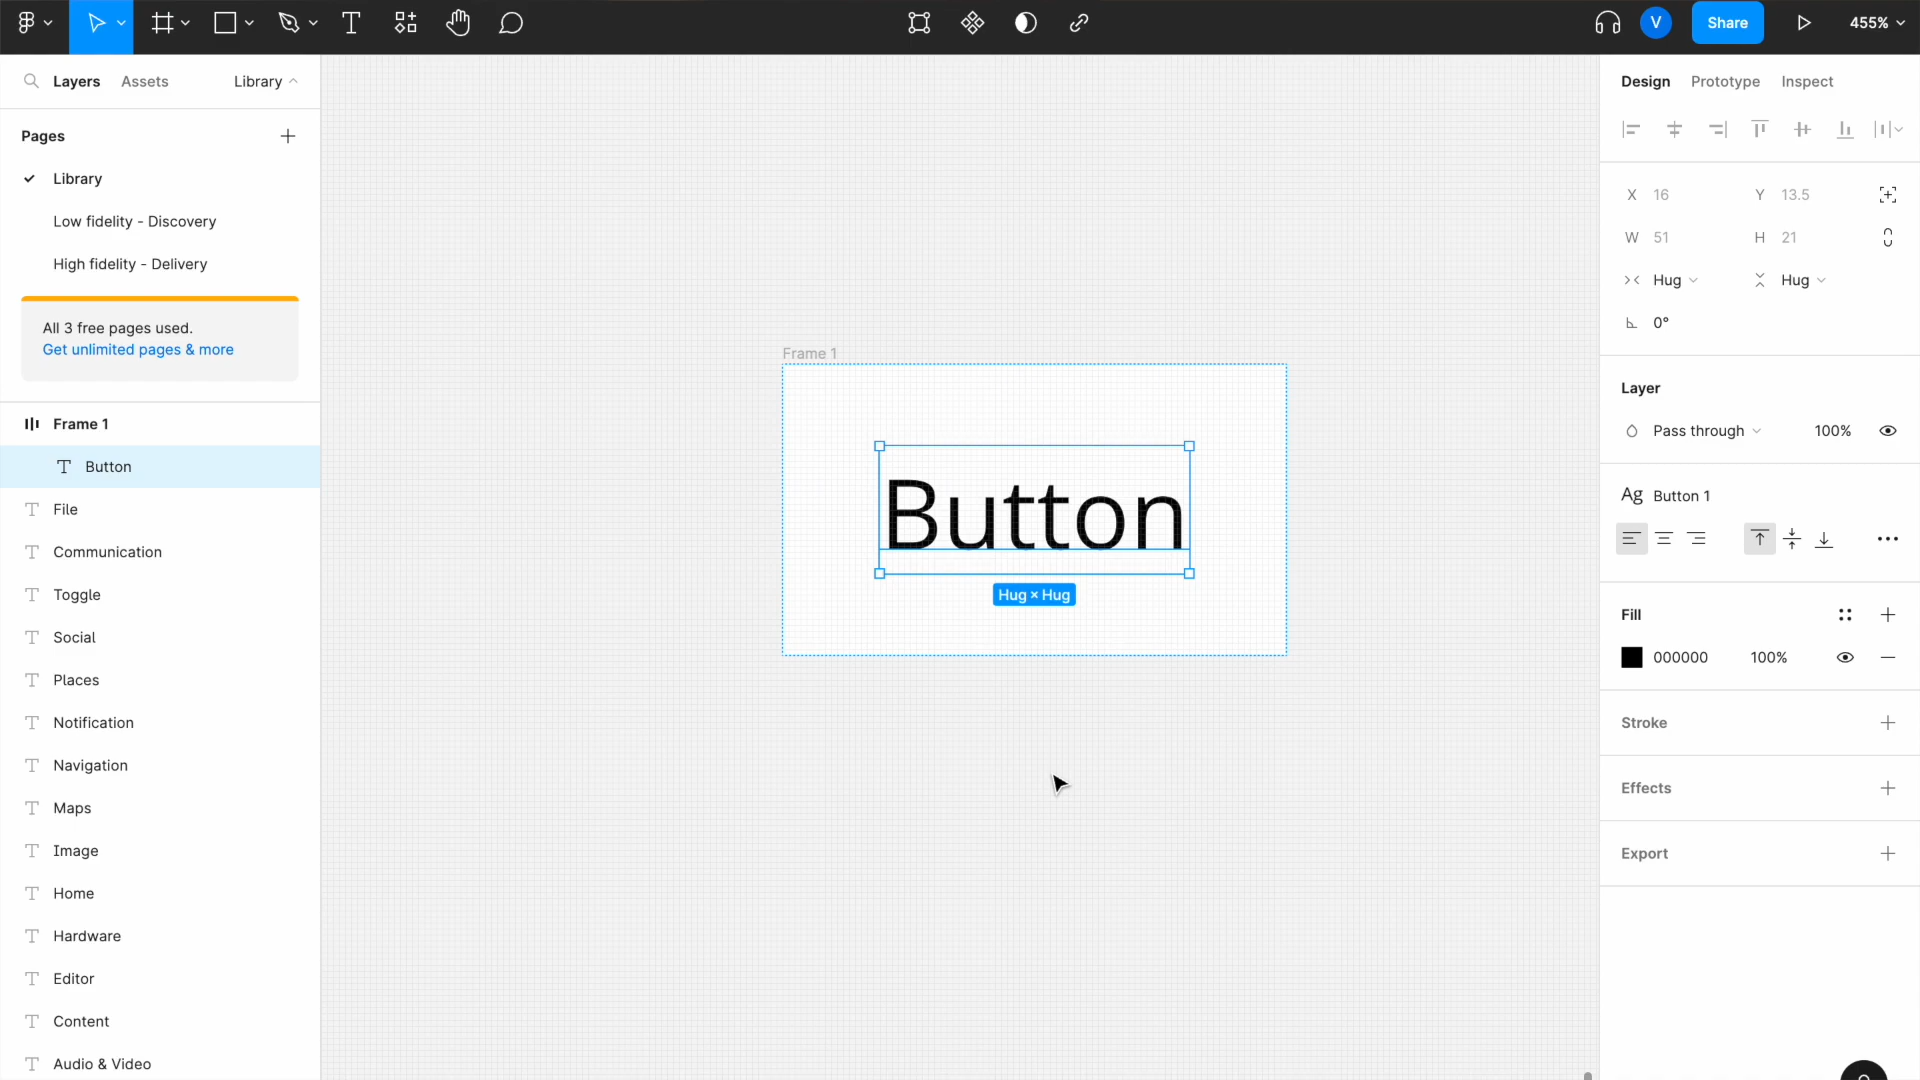 V
Share
455%
Layers
Assets
Library
Pages
Library
Low fidelity - Discovery
High fidelity - Delivery
All 3 free pages used.
Get unlimited pages & more
Frame 1
Button
File
Communication
Toggle
Social
Places
Notification
Navigation
Maps
Image
Home
Hardware
Editor
Content
Audio & Video
Frame 1
Button
Hug × Hug
Design
Prototype
Inspect
X 16
Y 13.5
W 51
H 21
Hug
Hug
0°
Layer
Pass through
100%
Ag Button 1
Fill
000000
100%
Stroke
Effects
Export